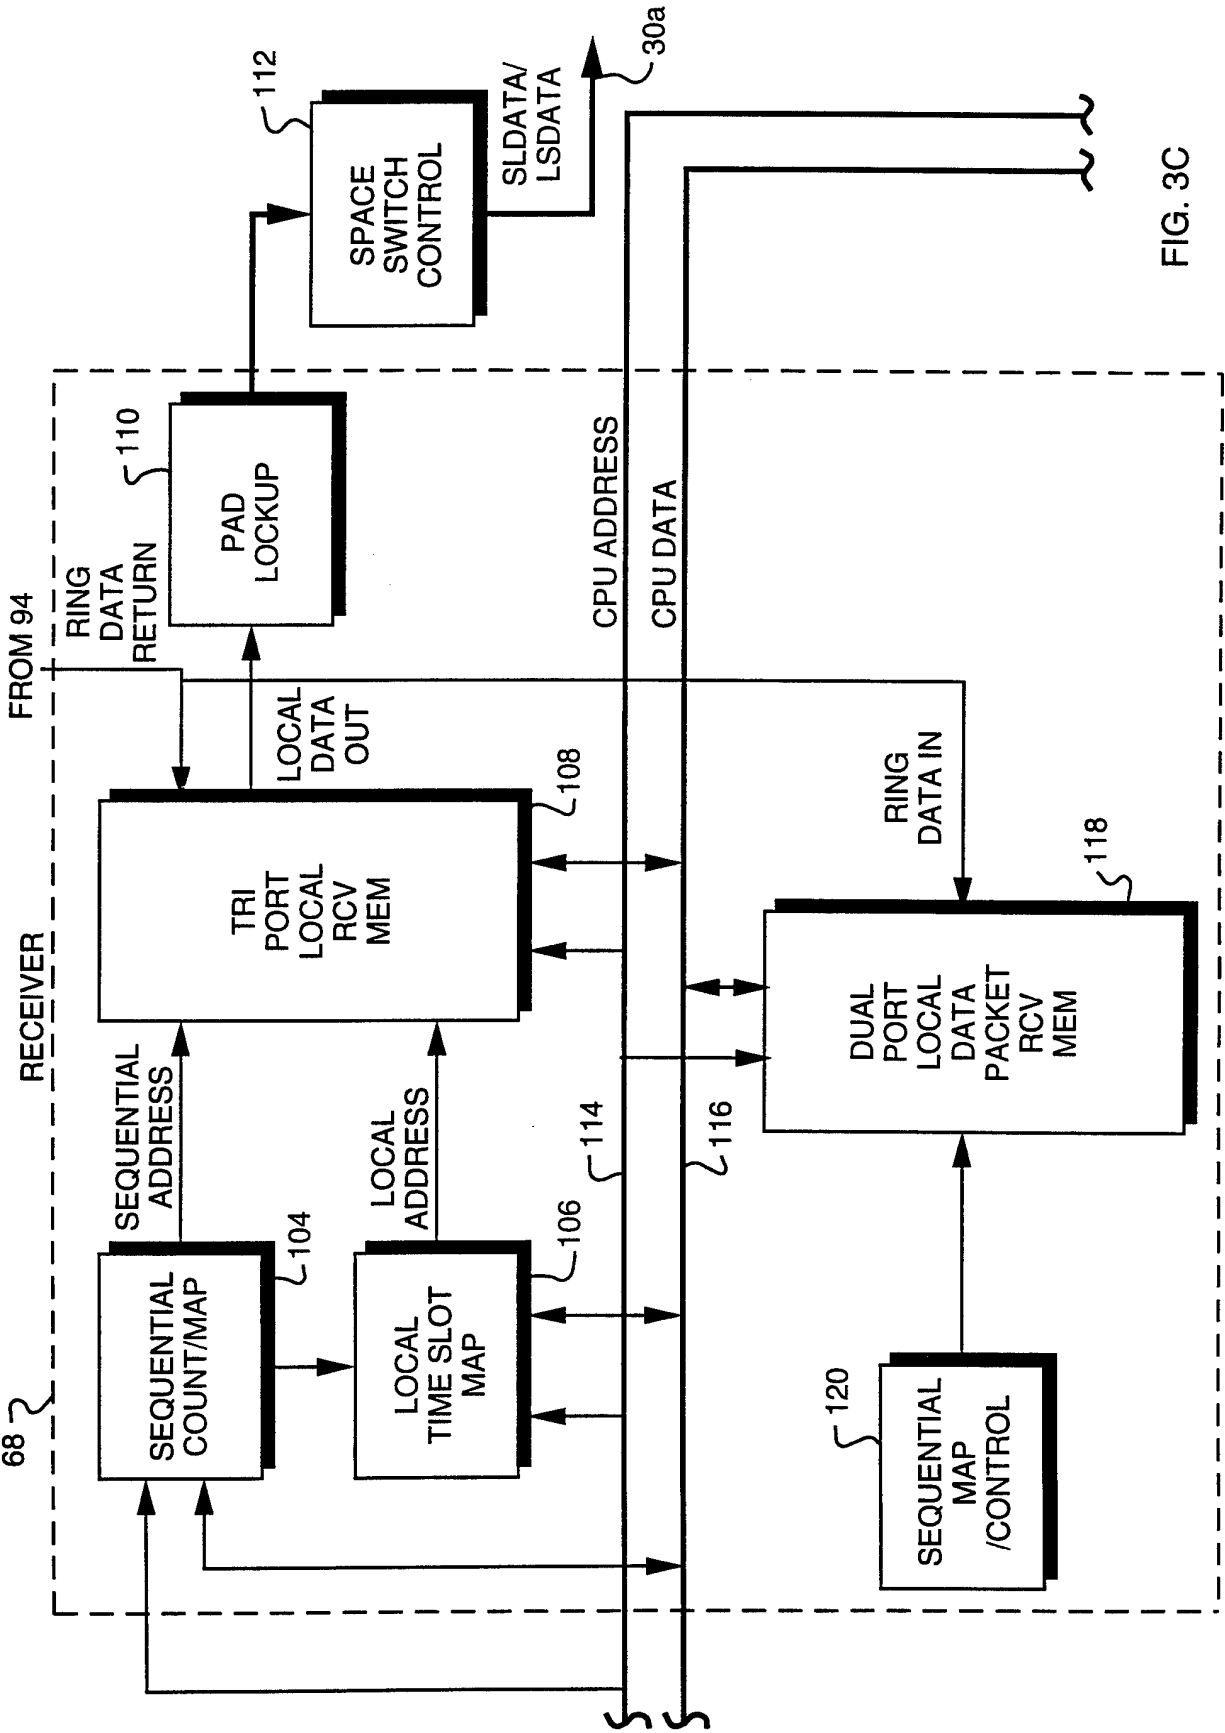 FROM 94
RECEIVER
68
RING
DATA
RETURN
SEQUENTIAL
COUNT/MAP
104
SEQUENTIAL
ADDRESS
LOCAL
TIME SLOT
MAP
106
LOCAL
ADDRESS
TRI
PORT
LOCAL
RCV
MEM
108
LOCAL
DATA
OUT
PAD
LOCKUP
110
SPACE
SWITCH
CONTROL
112
SLDATA/
LSDATA
30a
114
CPU ADDRESS
116
CPU DATA
SEQUENTIAL
MAP
/CONTROL
120
DUAL
PORT
LOCAL
DATA
PACKET
RCV
MEM
118
RING
DATA IN
FIG. 3C